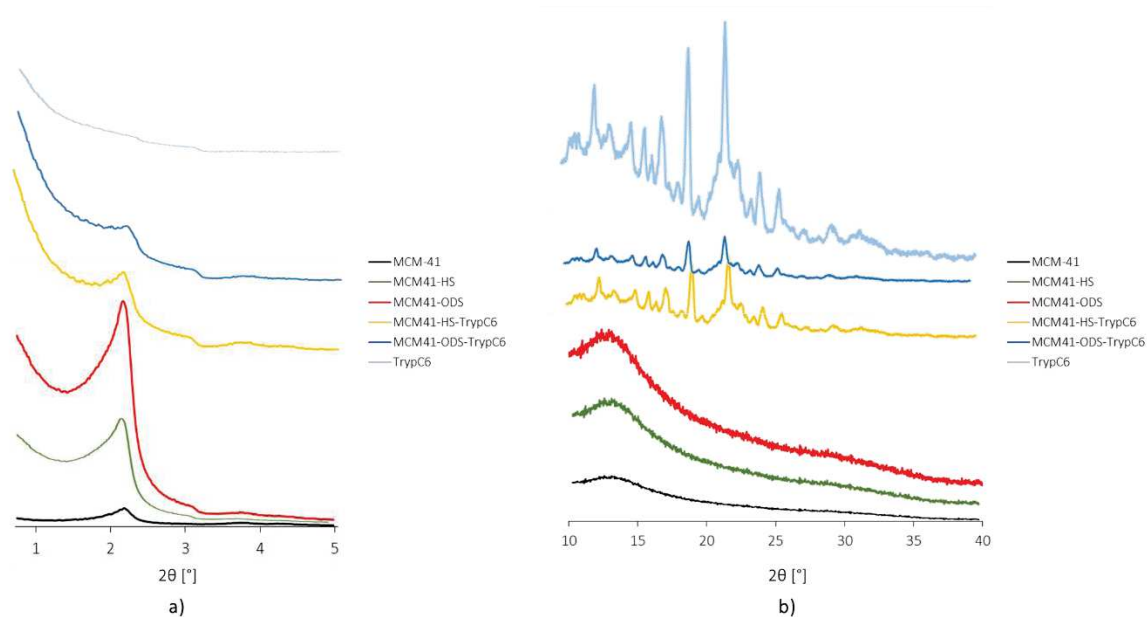 MCM-41
MCM41-HS
MCM41-ODS
MCM41-HS-TrypC6
MCM41-ODS-TrypC6
TrypC6
1 2 3 4 5
2θ [°]
a)
MCM-41
MCM41-HS
MCM41-ODS
MCM41-HS-TrypC6
MCM41-ODS-TrypC6
TrypC6
10 15 20 25 30 35 40
2θ [°]
b)